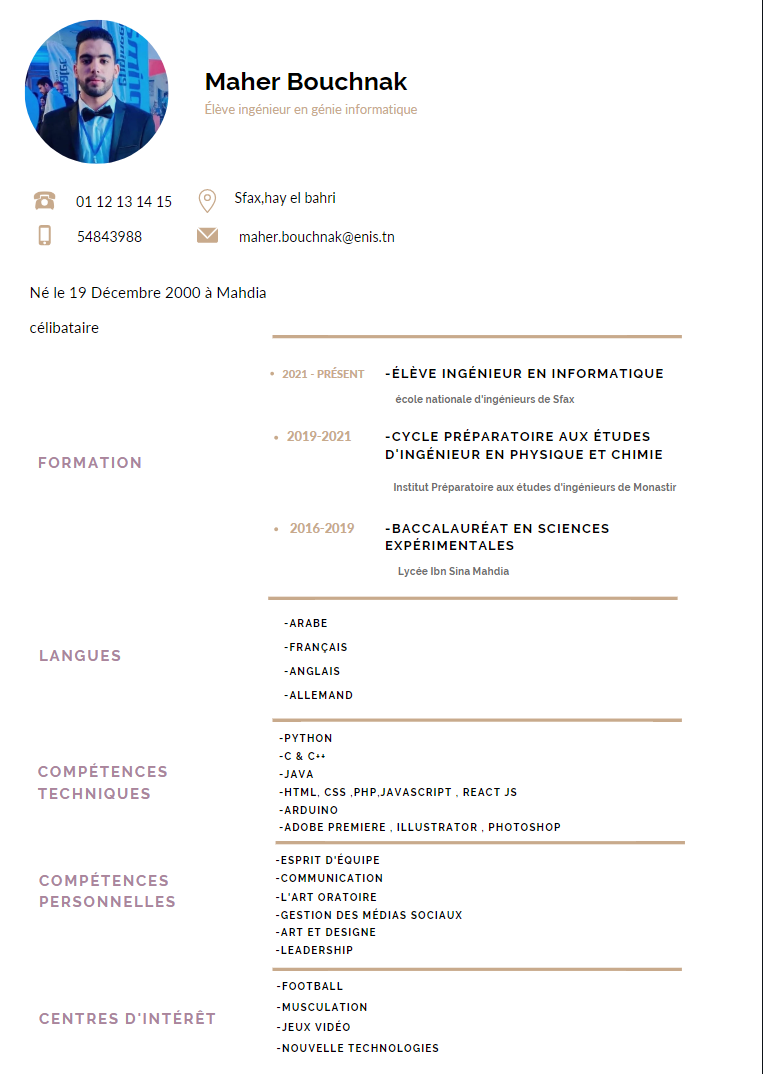 Maher Bouchnak
Élève ingénieur en génie informatique
01 12 13 14 15
Sfax,hay el bahri
54843988
maher.bouchnak@enis.tn
Né le 19 Décembre 2000 à Mahdia
célibataire
FORMATION
2021 - PRÉSENT
-ÉLÈVE INGÉNIEUR EN INFORMATIQUE
école nationale d'ingénieurs de Sfax
2019-2021
-CYCLE PRÉPARATOIRE AUX ÉTUDES
D'INGÉNIEUR EN PHYSIQUE ET CHIMIE
Institut Préparatoire aux études d'ingénieurs de Monastir
2016-2019
-BACCALAURÉAT EN SCIENCES
EXPÉRIMENTALES
Lycée Ibn Sina Mahdia
LANGUES
-ARABE
-FRANÇAIS
-ANGLAIS
-ALLEMAND
COMPÉTENCES
TECHNIQUES
-PYTHON
-C & C++
-JAVA
-HTML, CSS ,PHP,JAVASCRIPT , REACT JS
-ARDUINO
-ADOBE PREMIERE , ILLUSTRATOR , PHOTOSHOP
COMPÉTENCES
PERSONNELLES
-ESPRIT D'ÉQUIPE
-COMMUNICATION
-L'ART ORATOIRE
-GESTION DES MÉDIAS SOCIAUX
-ART ET DESIGNE
-LEADERSHIP
CENTRES D'INTÉRÊT
-FOOTBALL
-MUSCULATION
-JEUX VIDÉO
-NOUVELLE TECHNOLOGIES